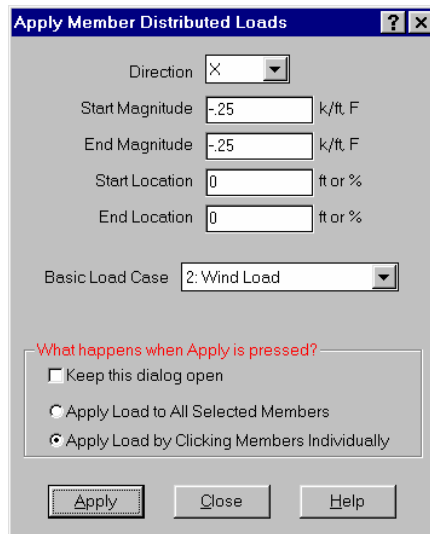 Apply Member Distributed Loads ? ×
Direction X
Start Magnitude -.25 k/ft, F
End Magnitude -.25 k/ft, F
Start Location 0 ft or %
End Location 0 ft or %
Basic Load Case 2: Wind Load
What happens when Apply is pressed?
Keep this dialog open
Apply Load to All Selected Members
Apply Load by Clicking Members Individually
Apply Close Help